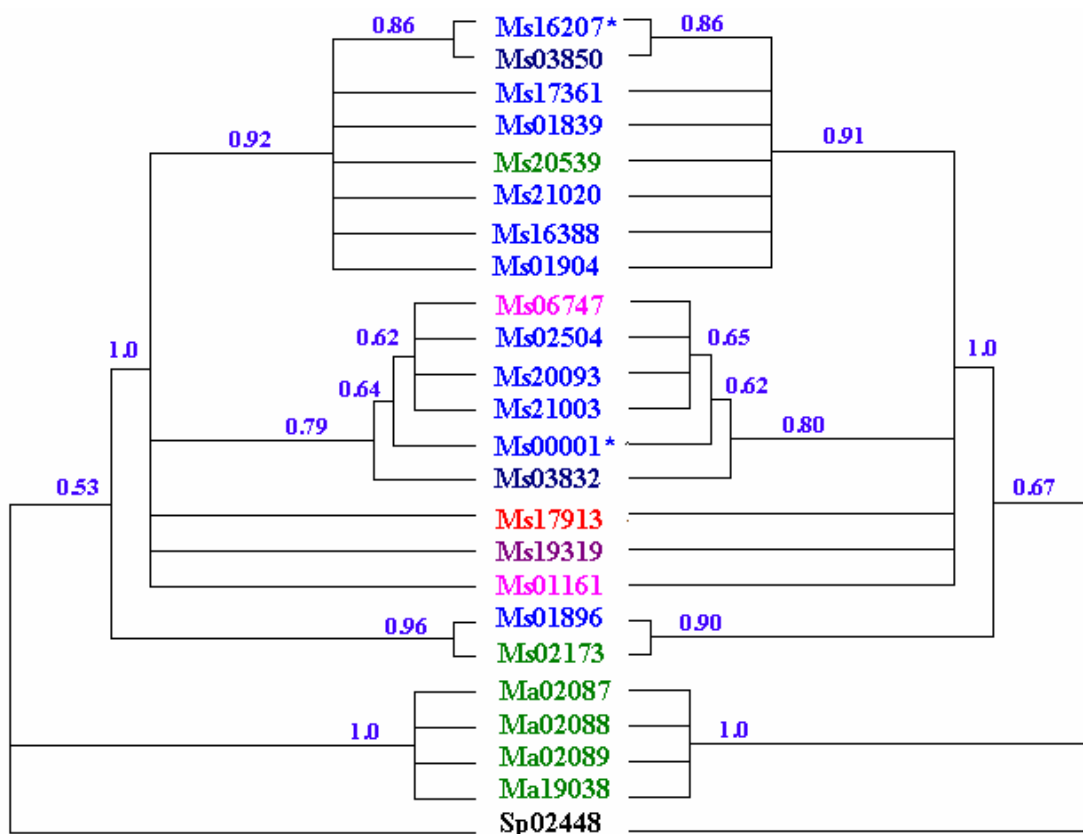 0.86 Ms16207* 0.86
Ms03850
Ms17361
Ms01839
0.92 0.91
Ms20539
Ms21020
Ms16388
Ms01904
Ms06747
0.62 Ms02504 0.65
1.0 1.0
Ms20093
0.64 0.62
Ms21003
0.79 0.80
Ms00001*
Ms03832
0.53 0.67
Ms17913
Ms19319
Ms01161
Ms01896
0.96 0.90
Ms02173
Ma02087
Ma02088
1.0 1.0
Ma02089
Ma19038
Sp02448